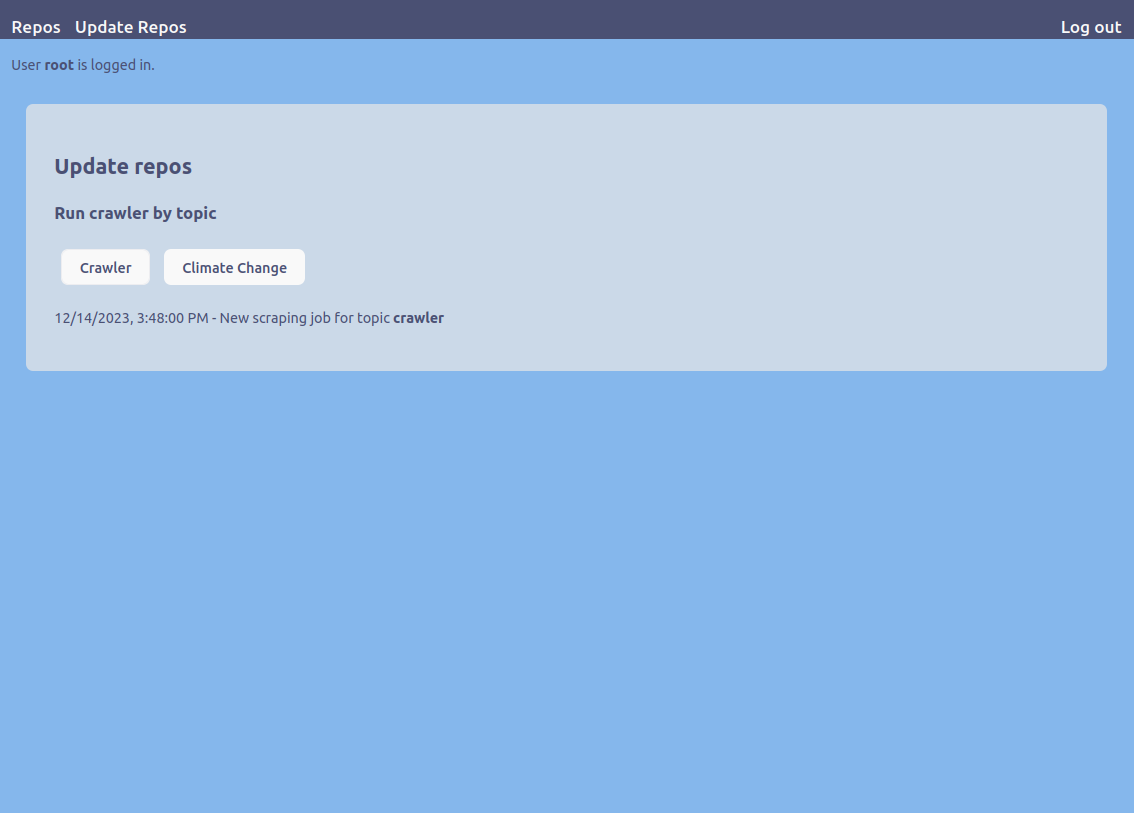 Repos Update Repos Log out
User root is logged in.
Update repos
Run crawler by topic
Crawler Climate Change
12/14/2023, 3:48:00 PM - New scraping job for topic crawler